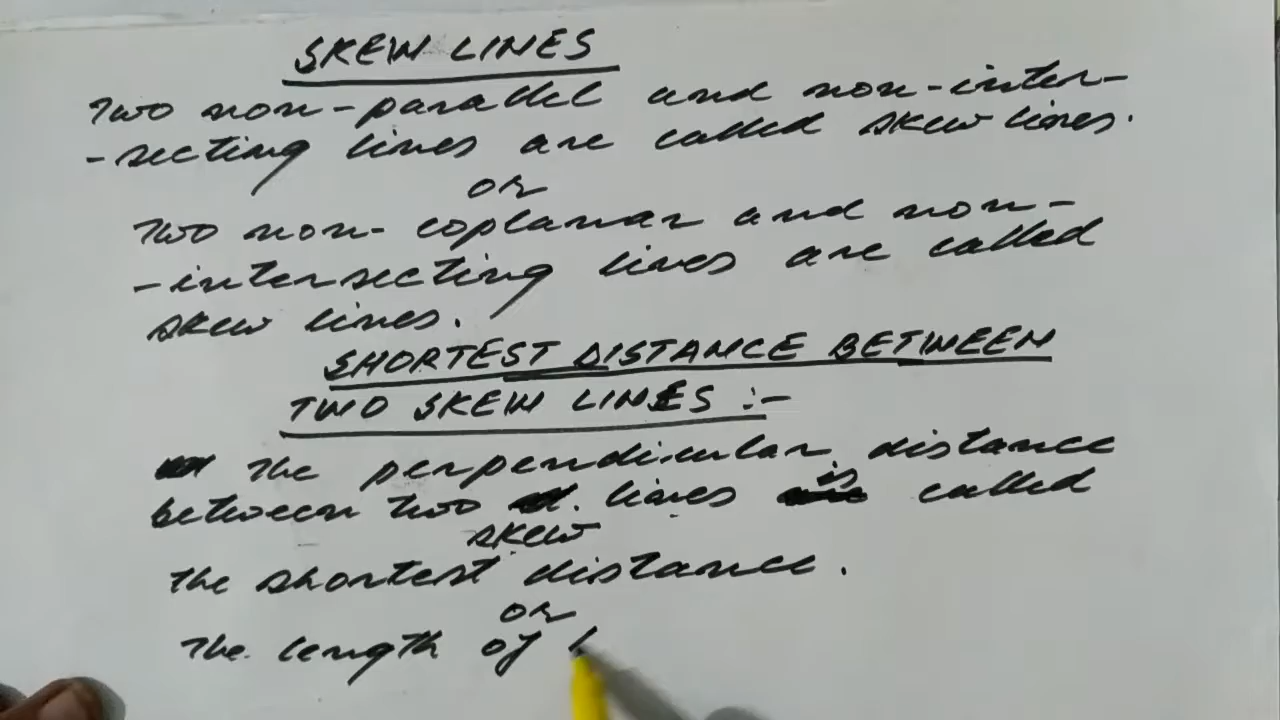 SKEW LINES
Two non-parallel and non-inter-
-secting lines are called skew lines.
or
Two non-coplanar and non-
-intersecting lines are called
skew lines.
SHORTEST DISTANCE BETWEEN
TWO SKEW LINES :-
The perpendicular distance
between two lines is called
skew
the shortest distance.
or
The length of